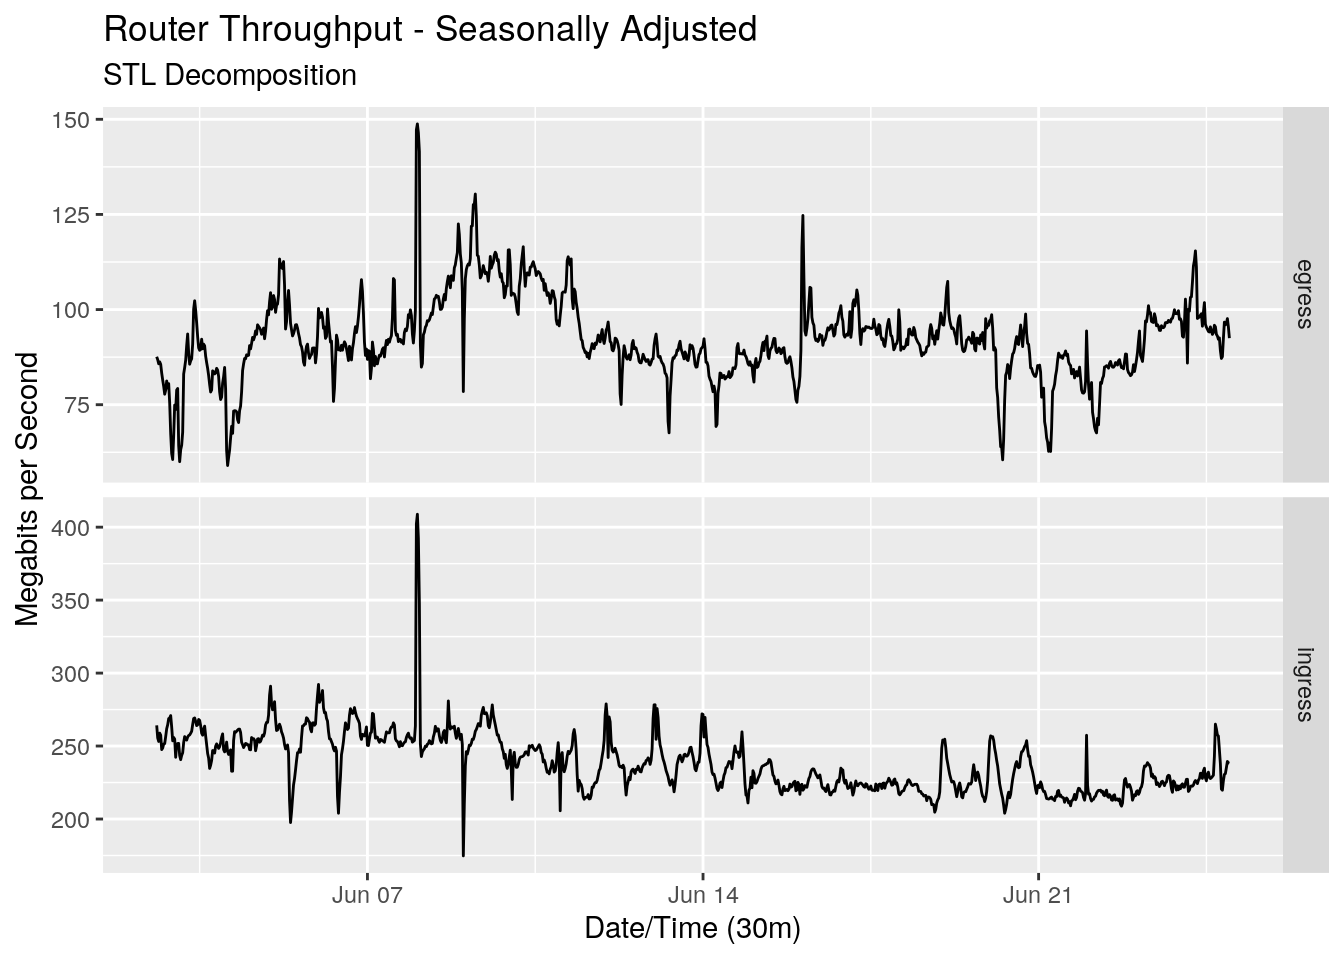 Router Throughput - Seasonally Adjusted
STL Decomposition
Megabits per Second
150
125
100
75
egress
400
350
300
250
200
ingress
Jun 07
Jun 14
Jun 21
Date/Time (30m)